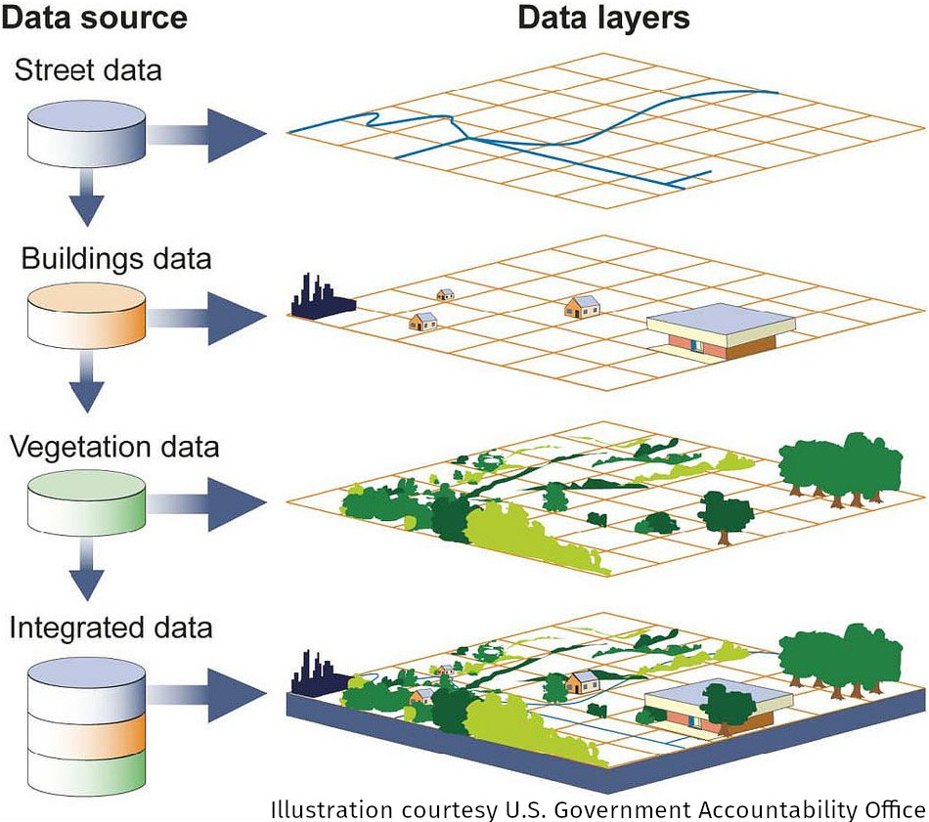 Data source
Data layers
Street data
Buildings data
Vegetation data
Integrated data
Illustration courtesy U.S. Government Accountability Office